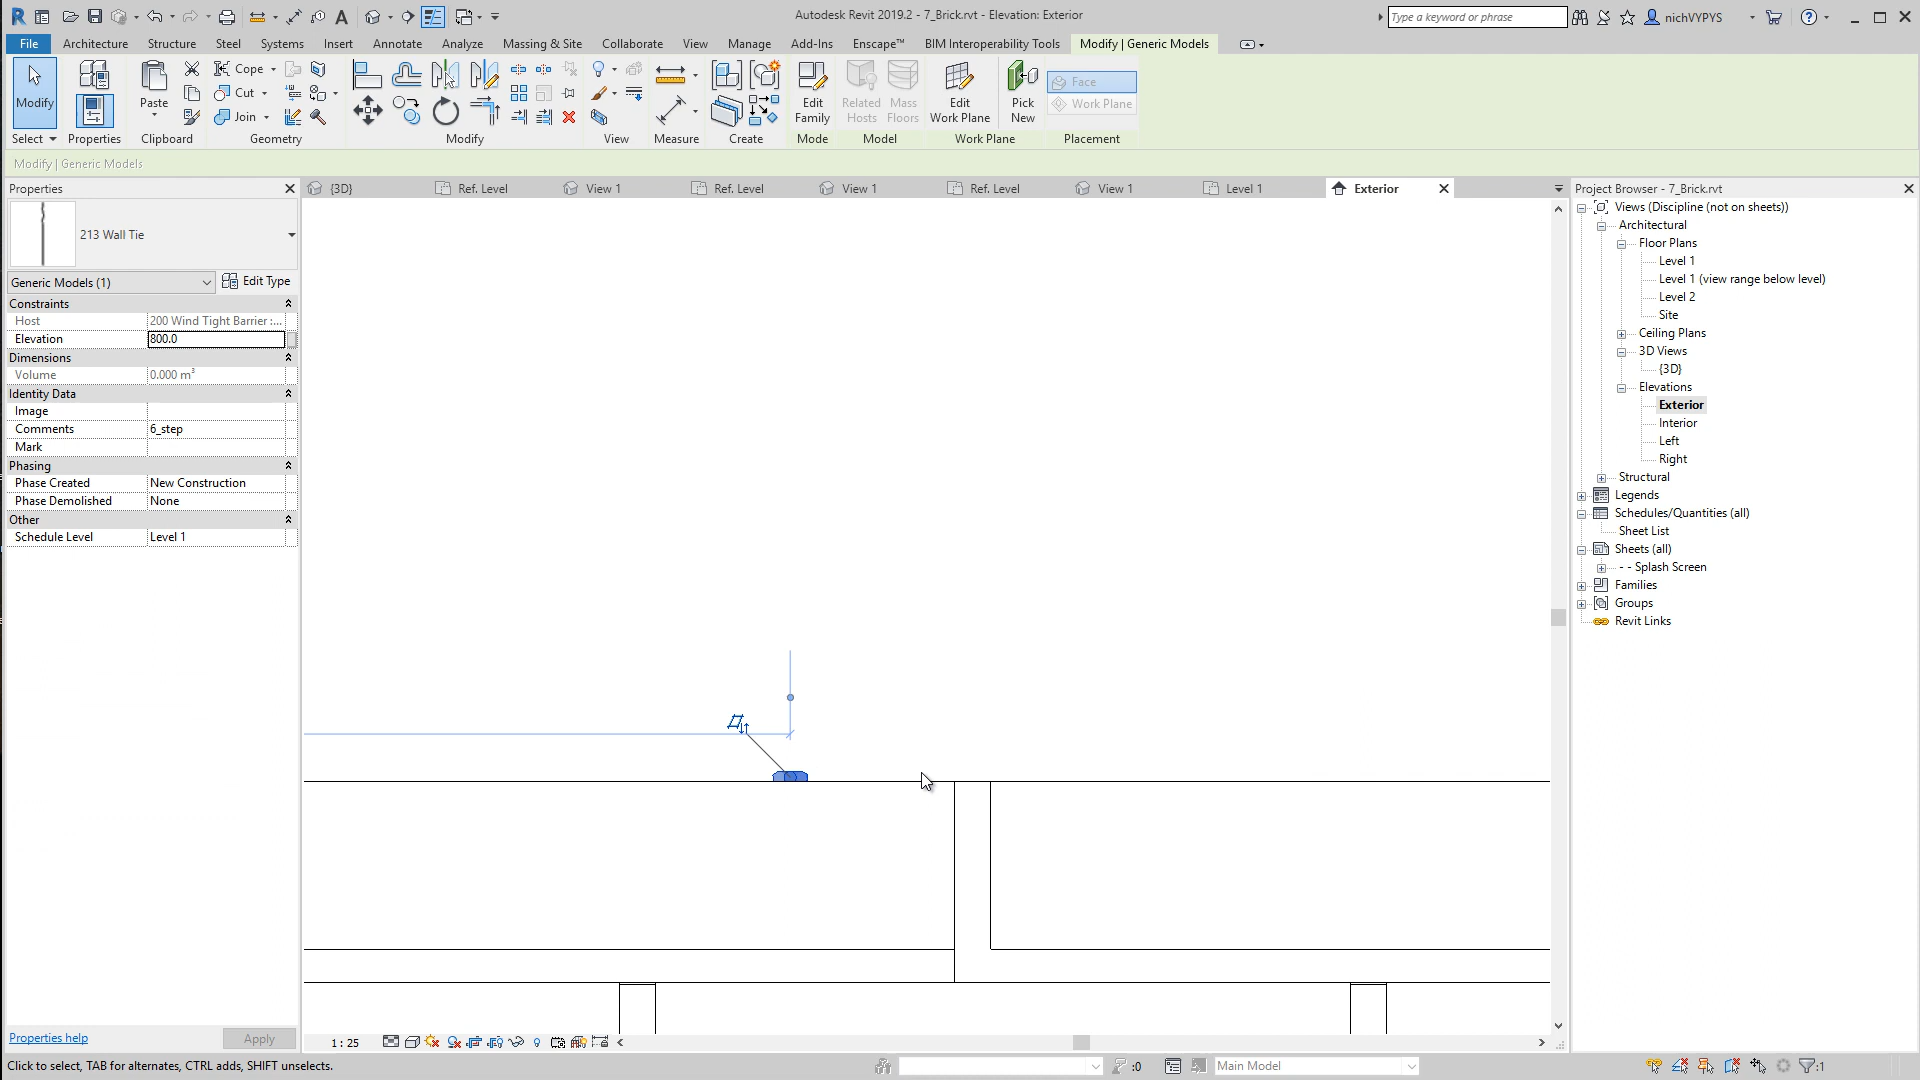 Autodesk Revit 2019.2 - 7_Brick.rvt - Elevation: Exterior
Type a keyword or phrase
nichVYPYS
File Architecture Structure Steel Systems Insert Annotate Analyze Massing & Site Collaborate View Manage Add-Ins Enscape™ BIM Interoperability Tools Modify | Generic Models
Modify
Paste
Cope
Cut
Join
Edit Family
Related Hosts
Mass Floors
Edit Work Plane
Pick New
Face
Work Plane
Select Properties Clipboard Geometry Modify View Measure Create Mode Model Work Plane Placement
Modify | Generic Models
Properties
{3D} Ref. Level View 1 Ref. Level View 1 Ref. Level View 1 Level 1 Exterior
213 Wall Tie
Generic Models (1) Edit Type
Constraints
Host 200 Wind Tight Barrier :...
Elevation 800.0
Dimensions
Volume 0.000 m³
Identity Data
Image
Comments 6_step
Mark
Phasing
Phase Created New Construction
Phase Demolished None
Other
Schedule Level Level 1
Properties help Apply
1 : 25
Project Browser - 7_Brick.rvt
Views (Discipline (not on sheets))
Architectural
Floor Plans
Level 1
Level 1 (view range below level)
Level 2
Site
Ceiling Plans
3D Views
{3D}
Elevations
Exterior
Interior
Left
Right
Structural
Legends
Schedules/Quantities (all)
Sheet List
Sheets (all)
- - Splash Screen
Families
Groups
Revit Links
Click to select, TAB for alternates, CTRL adds, SHIFT unselects.
:0
Main Model
:1